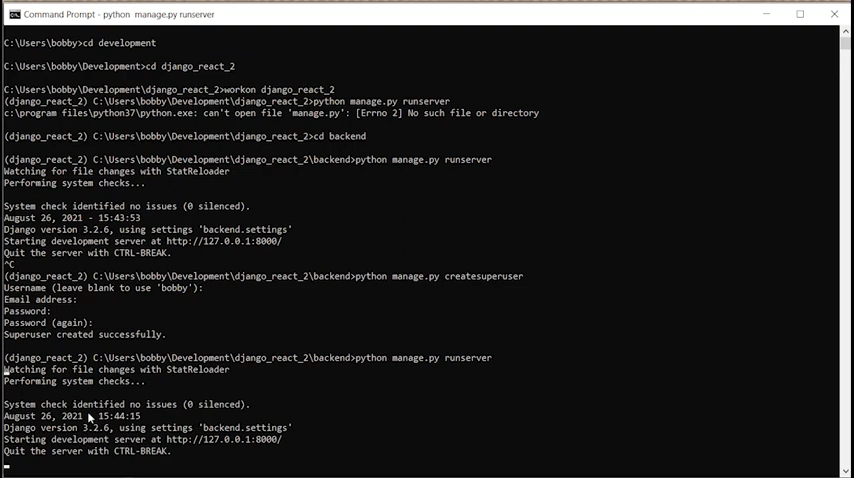 Command Prompt - python  manage.py runserver
C:\Users\bobby>cd development
C:\Users\bobby\Development>cd django_react_2
C:\Users\bobby\Development\django_react_2>workon django_react_2
(django_react_2) C:\Users\bobby\Development\django_react_2>python manage.py runserver
c:\program files\python37\python.exe: can't open file 'manage.py': [Errno 2] No such file or directory
(django_react_2) C:\Users\bobby\Development\django_react_2>cd backend
(django_react_2) C:\Users\bobby\Development\django_react_2\backend>python manage.py runserver
Watching for file changes with StatReloader
Performing system checks...
System check identified no issues (0 silenced).
August 26, 2021 - 15:43:53
Django version 3.2.6, using settings 'backend.settings'
Starting development server at http://127.0.0.1:8000/
Quit the server with CTRL-BREAK.
^C
(django_react_2) C:\Users\bobby\Development\django_react_2\backend>python manage.py createsuperuser
Username (leave blank to use 'bobby'):
Email address:
Password:
Password (again):
Superuser created successfully.
(django_react_2) C:\Users\bobby\Development\django_react_2\backend>python manage.py runserver
Watching for file changes with StatReloader
Performing system checks...
System check identified no issues (0 silenced).
August 26, 2021 - 15:44:15
Django version 3.2.6, using settings 'backend.settings'
Starting development server at http://127.0.0.1:8000/
Quit the server with CTRL-BREAK.